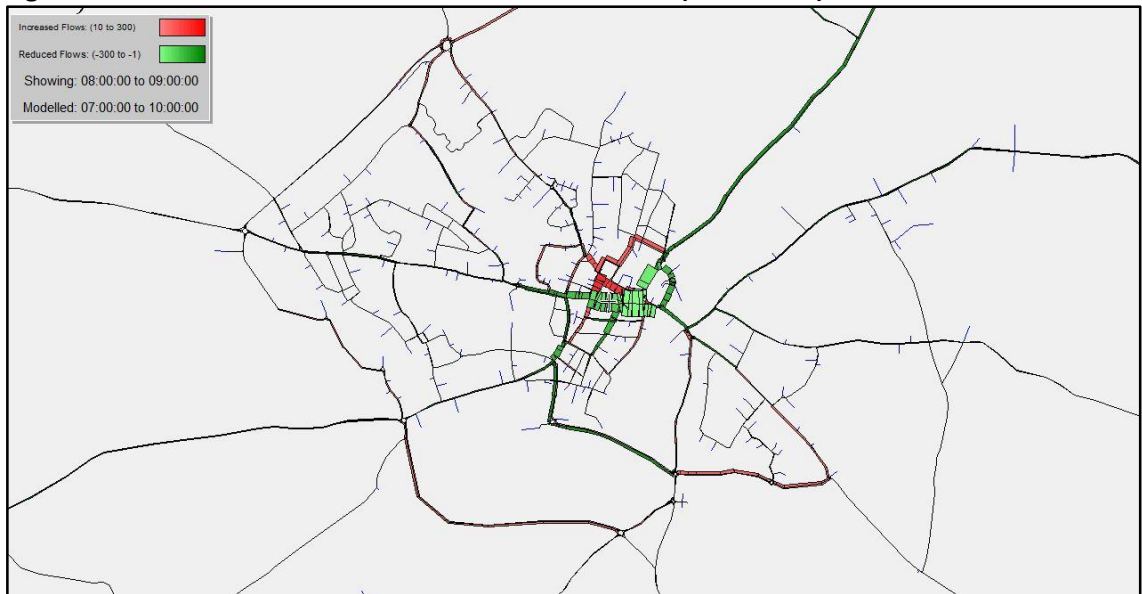 Increased Flows: (10 to 300)
Reduced Flows: (-300 to -1)
Showing: 08:00:00 to 09:00:00
Modelled: 07:00:00 to 10:00:00